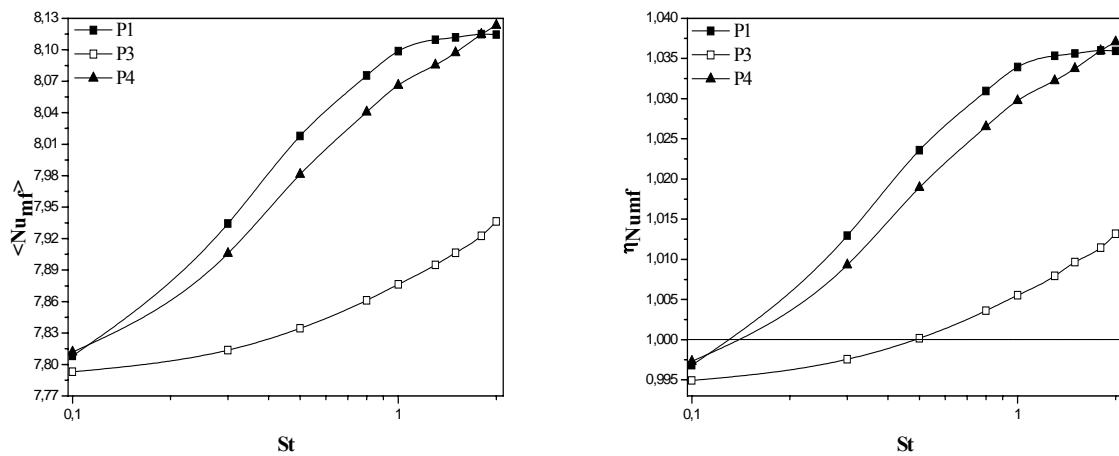 8,13
8,10
8,07
8,04
8,01
7,98
7,95
7,92
7,89
7,86
7,83
7,80
7,77
<Nu_mf>
P1
P3
P4
0,1
1
St
1,040
1,035
1,030
1,025
1,020
1,015
1,010
1,005
1,000
0,995
ηNumf
P1
P3
P4
0,1
1
St